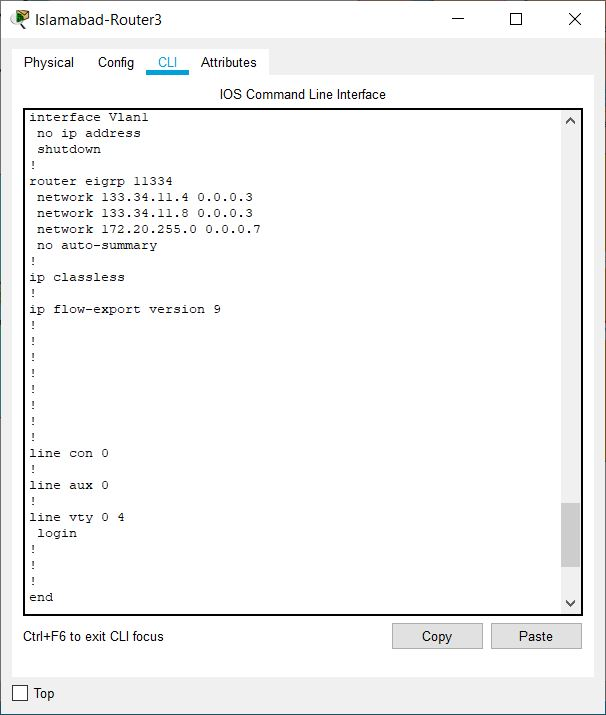 Islamabad-Router3
Physical Config CLI Attributes
IOS Command Line Interface
interface Vlan1
no ip address
shutdown
!
router eigrp 11334
network 133.34.11.4 0.0.0.3
network 133.34.11.8 0.0.0.3
network 172.20.255.0 0.0.0.7
no auto-summary
!
ip classless
!
ip flow-export version 9
!
!
!
!
!
!
!
!
line con 0
!
line aux 0
!
line vty 0 4
login
!
!
!
end
Ctrl+F6 to exit CLI focus
Copy Paste
Top